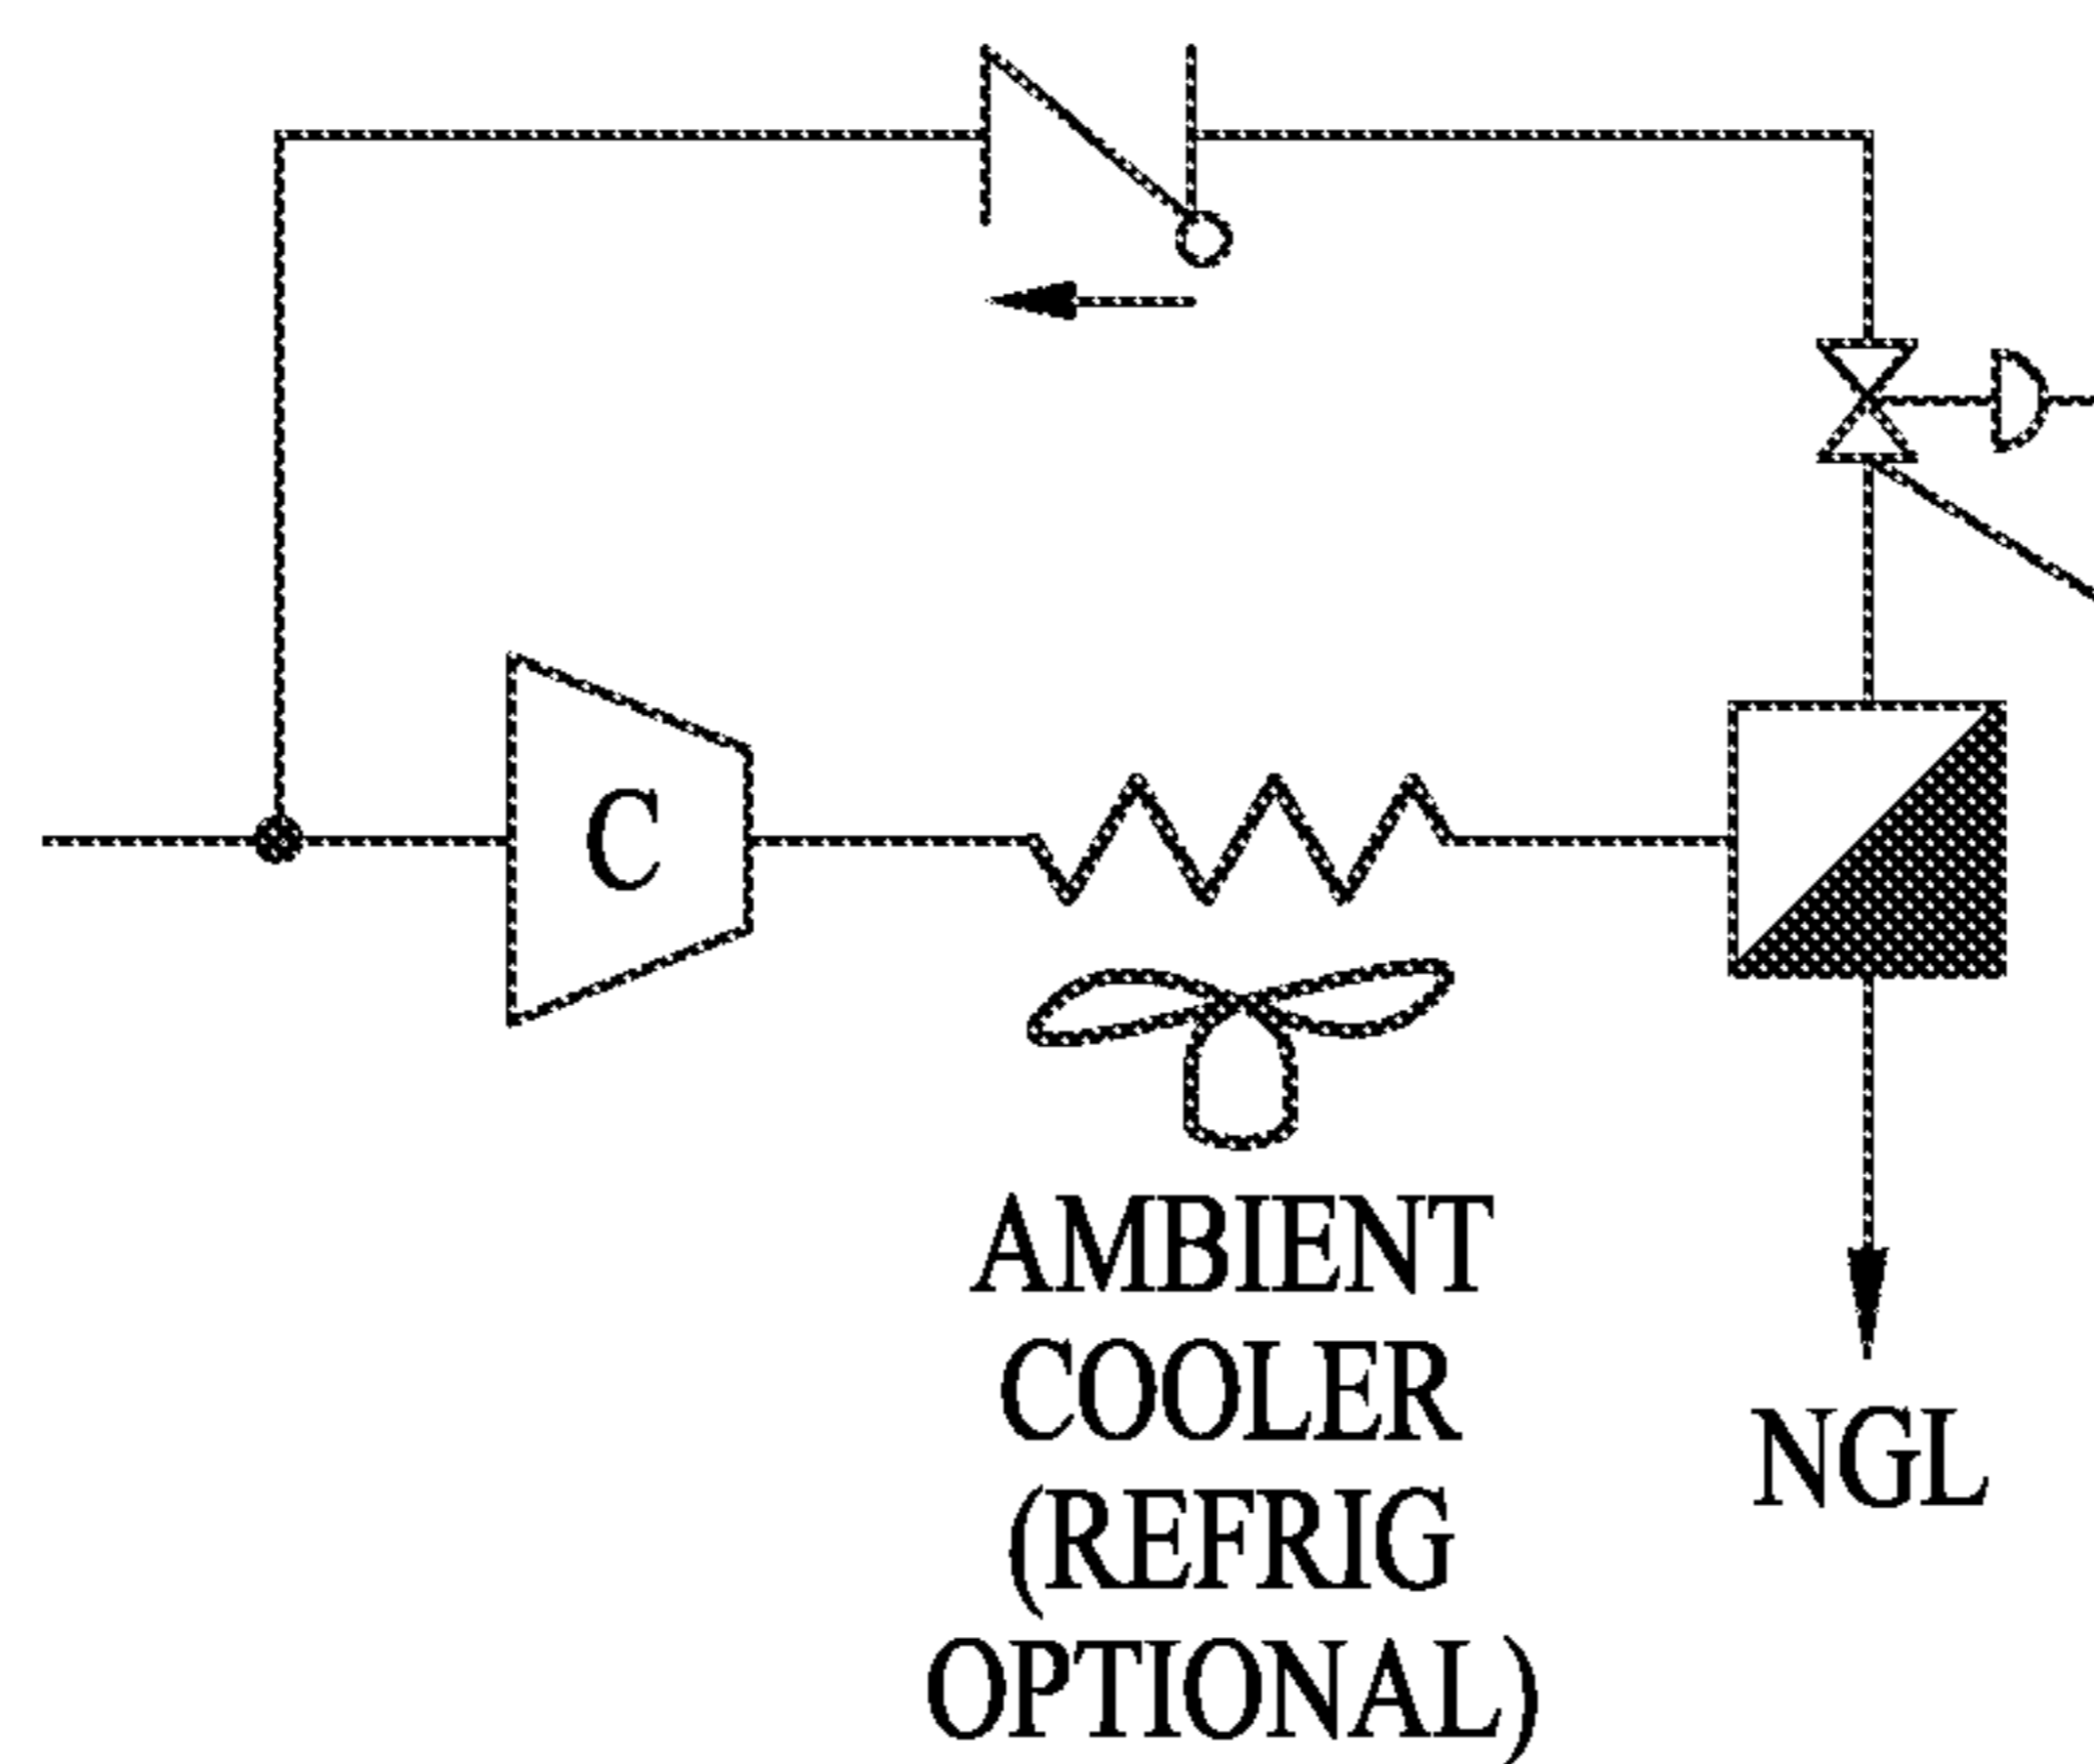 C
AMBIENT
COOLER
(REFRIG
OPTIONAL)
NGL